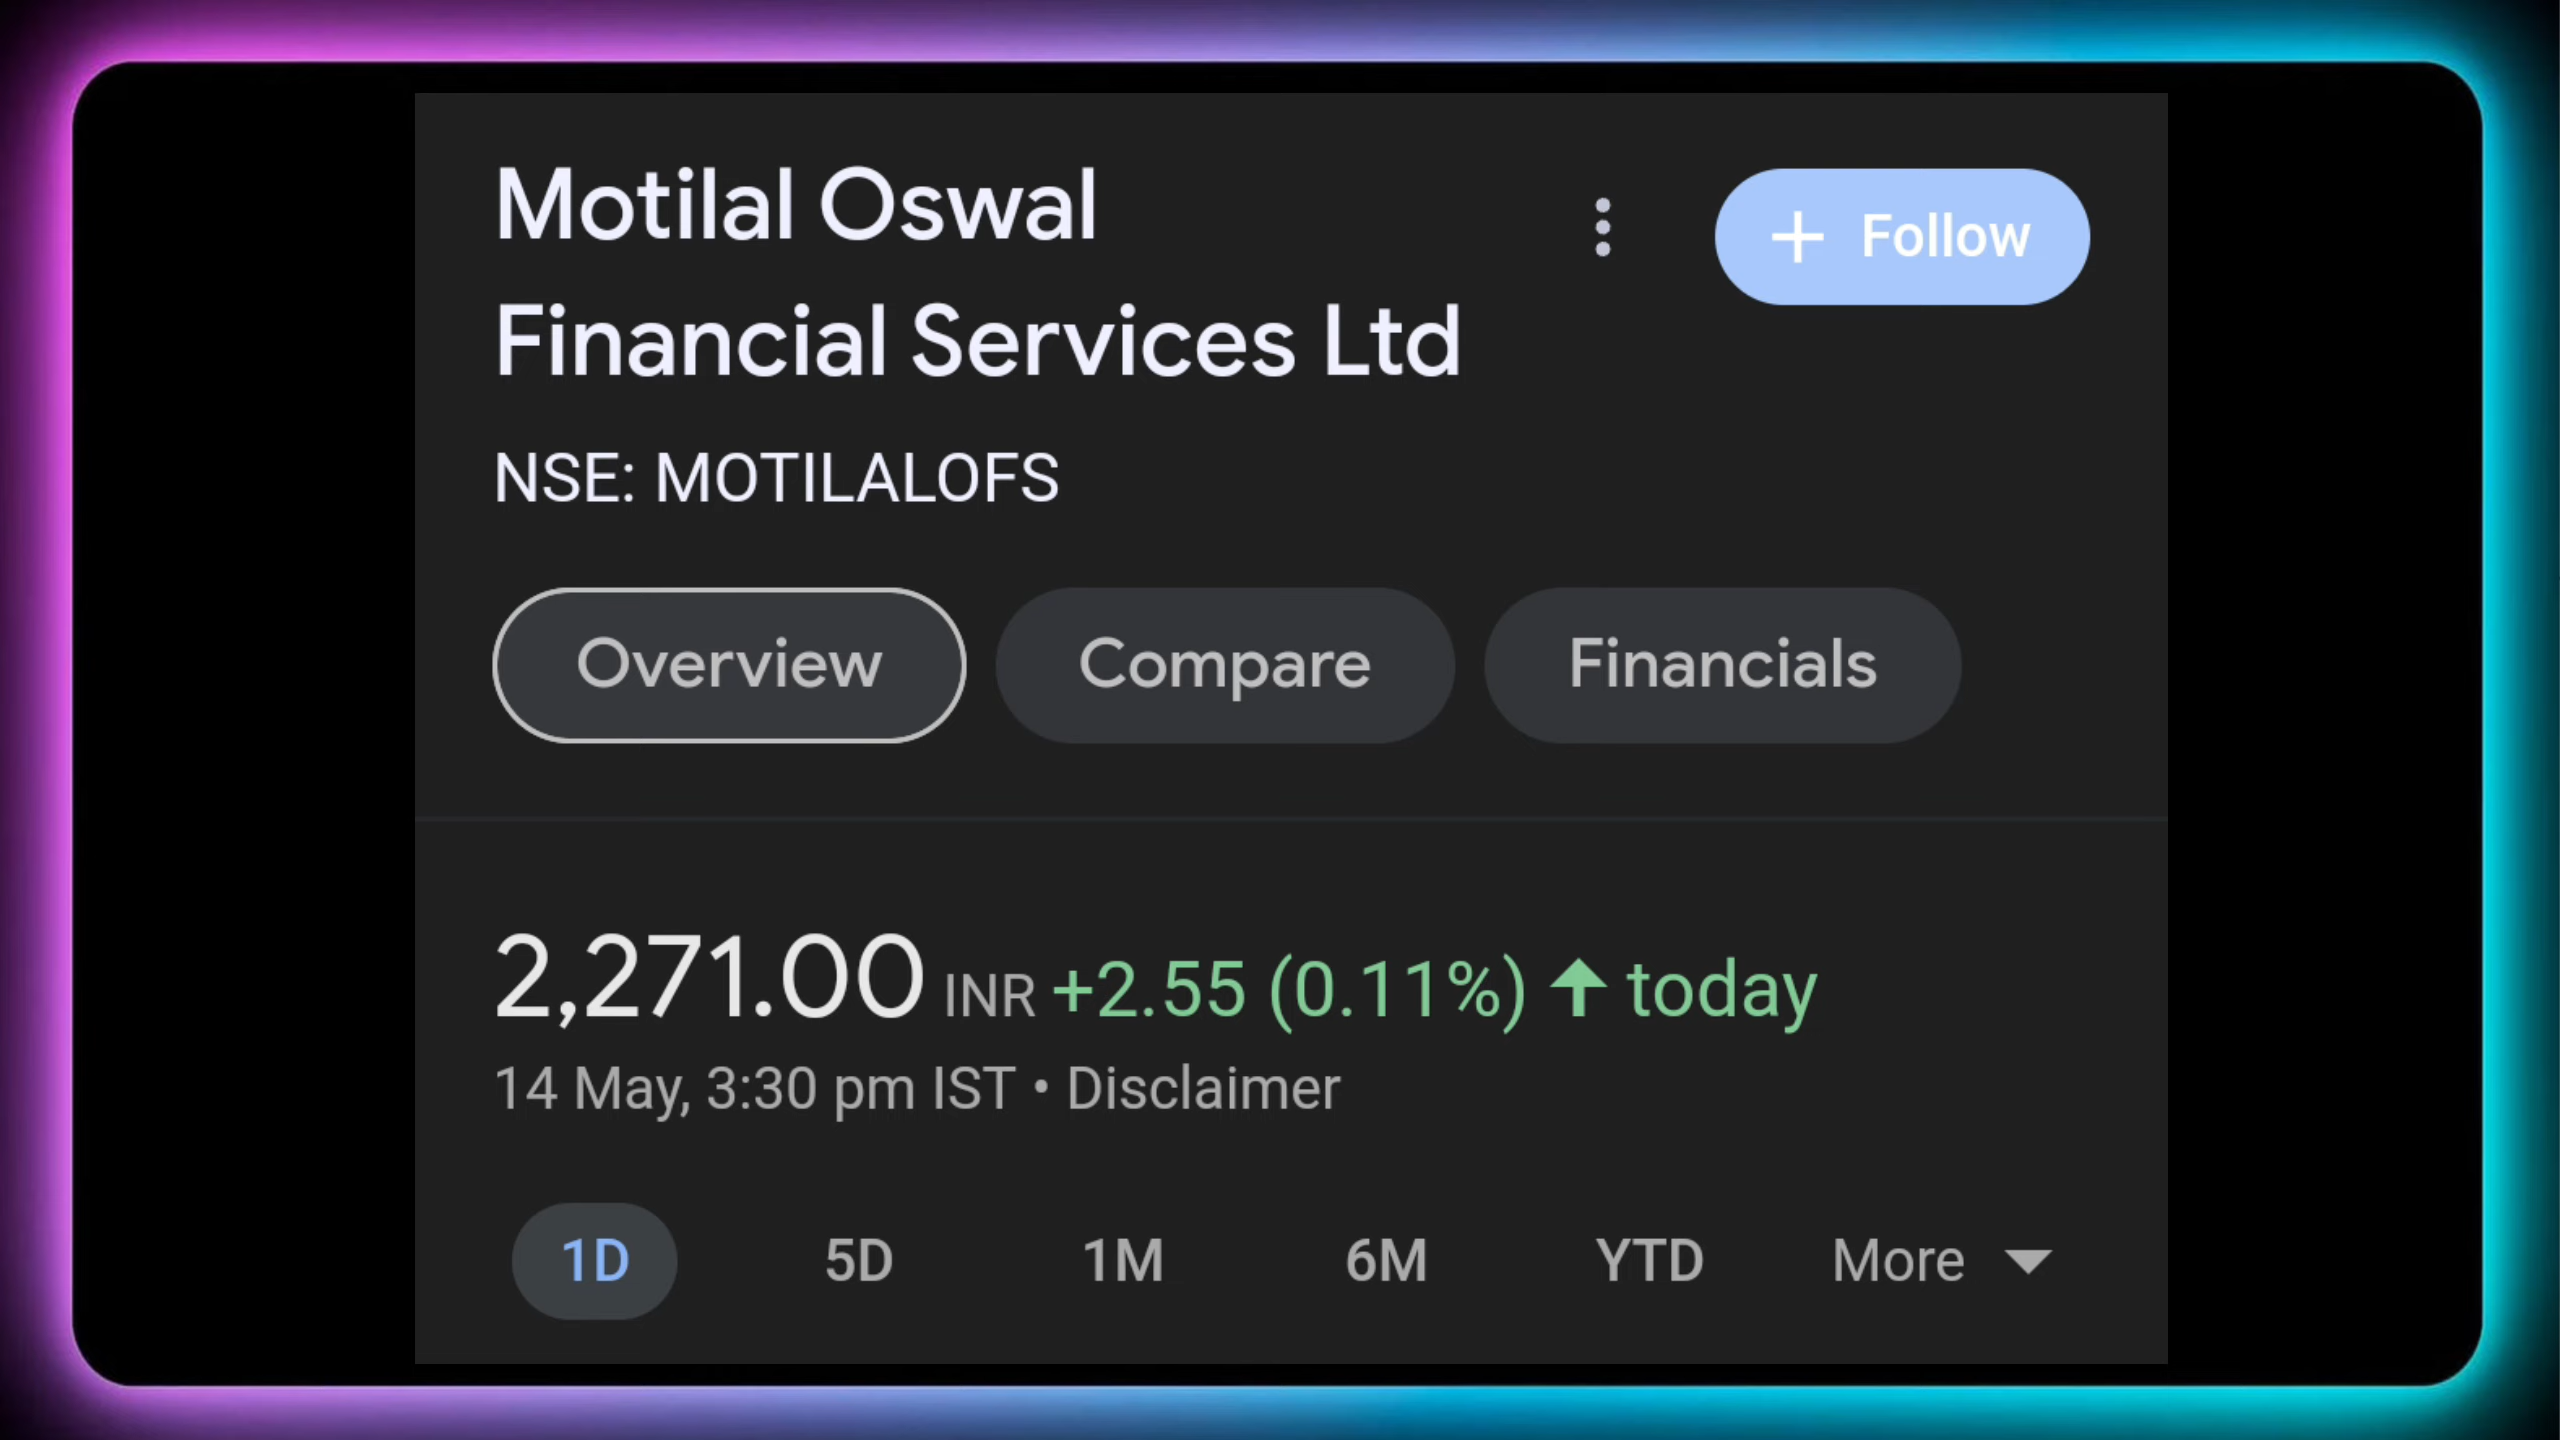 Motilal Oswal
Financial Services Ltd
+ Follow
NSE: MOTILALOFS
Overview Compare Financials
2,271.00 INR +2.55 (0.11%) ↑ today
14 May, 3:30 pm IST • Disclaimer
1D 5D 1M 6M YTD More